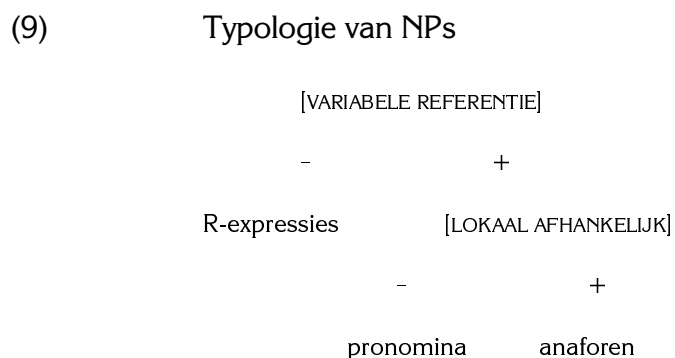 (9) Typologie van NPs
[VARIABELE REFERENTIE]
- +
R-expressies [LOKAAL AFHANKELIJK]
- +
pronomina anaforen